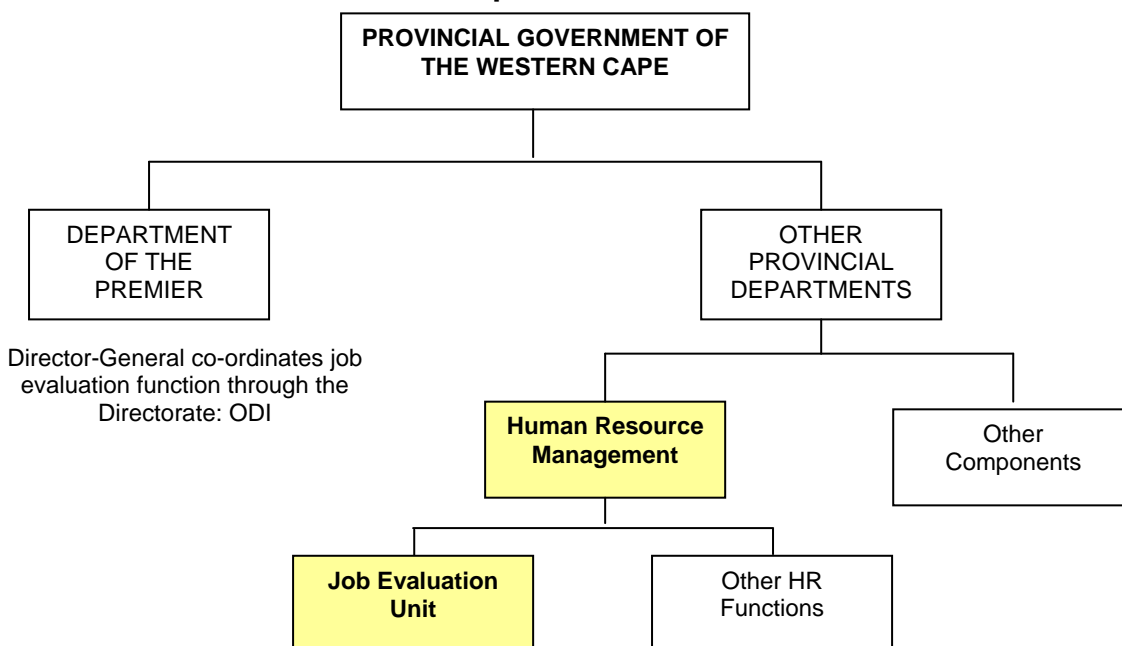 PROVINCIAL GOVERNMENT OF
THE WESTERN CAPE
DEPARTMENT
OF THE
PREMIER
OTHER
PROVINCIAL
DEPARTMENTS
Director-General co-ordinates job
evaluation function through the
Directorate: ODI
Human Resource
Management
Other
Components
Job Evaluation
Unit
Other HR
Functions